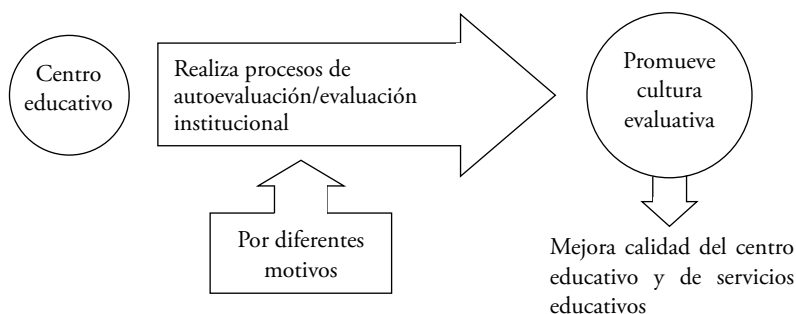 Centro
educativo
Realiza procesos de
autoevaluación/evaluación
institucional
Promueve
cultura
evaluativa
Por diferentes
motivos
Mejora calidad del centro
educativo y de servicios
educativos